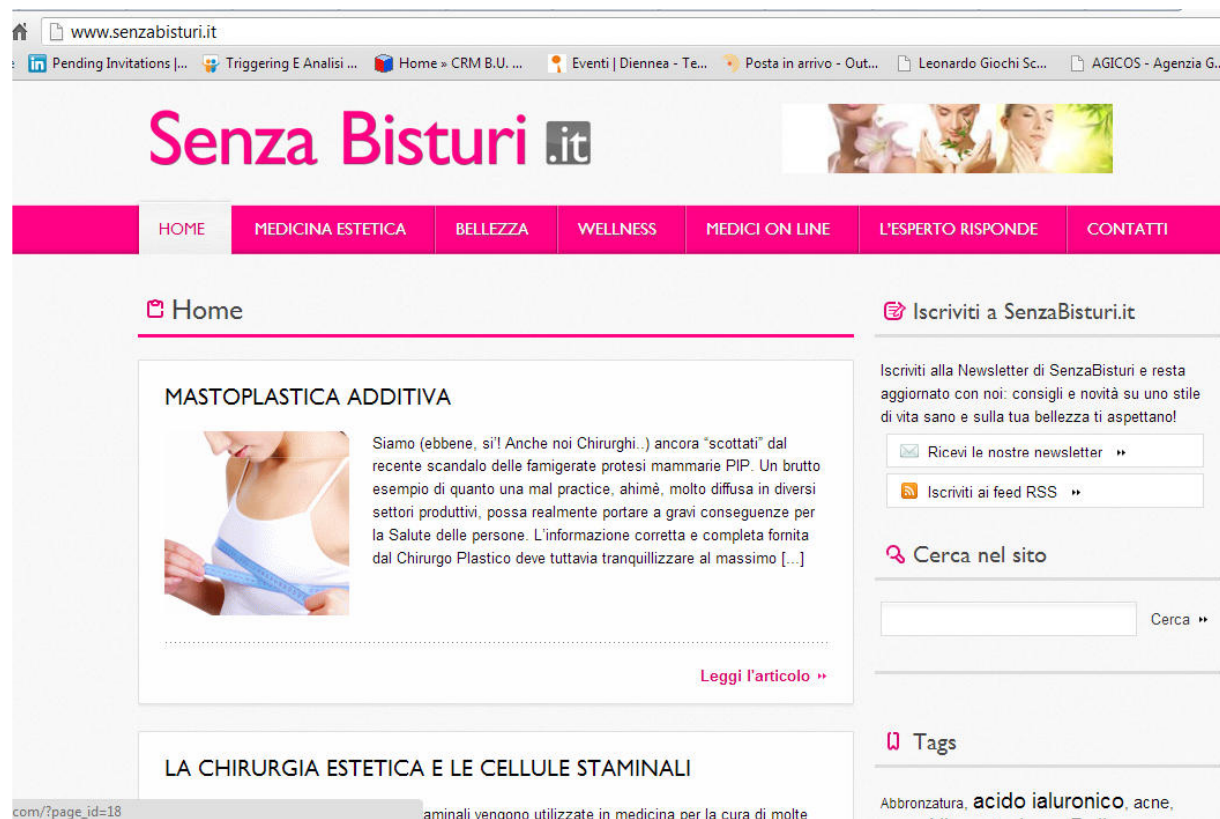 www.senzabisturi.it
Pending Invitations |... Triggering E Analisi ... Home » CRM B.U. ... Eventi | Diennea - Te... Posta in arrivo - Out... Leonardo Giochi Sc... AGICOS - Agenzia G...
Senza Bisturi .it
HOME MEDICINA ESTETICA BELLEZZA WELLNESS MEDICI ON LINE L'ESPERTO RISPONDE CONTATTI
Home
MASTOPLASTICA ADDITIVA
Siamo (ebbene, si'! Anche noi Chirurghi..) ancora “scottati” dal
recente scandalo delle famigerate protesi mammarie PIP. Un brutto
esempio di quanto una mal practice, ahimè, molto diffusa in diversi
settori produttivi, possa realmente portare a gravi conseguenze per
la Salute delle persone. L'informazione corretta e completa fornita
dal Chirurgo Plastico deve tuttavia tranquillizzare al massimo [...]
Leggi l'articolo
LA CHIRURGIA ESTETICA E LE CELLULE STAMINALI
aminali vengono utilizzate in medicina per la cura di molte
com/?page_id=18
Iscriviti a SenzaBisturi.it
Iscriviti alla Newsletter di SenzaBisturi e resta
aggiornato con noi: consigli e novità su uno stile
di vita sano e sulla tua bellezza ti aspettano!
Ricevi le nostre newsletter
Iscriviti ai feed RSS
Cerca nel sito
Cerca
Tags
Abbronzatura, acido ialuronico, acne,